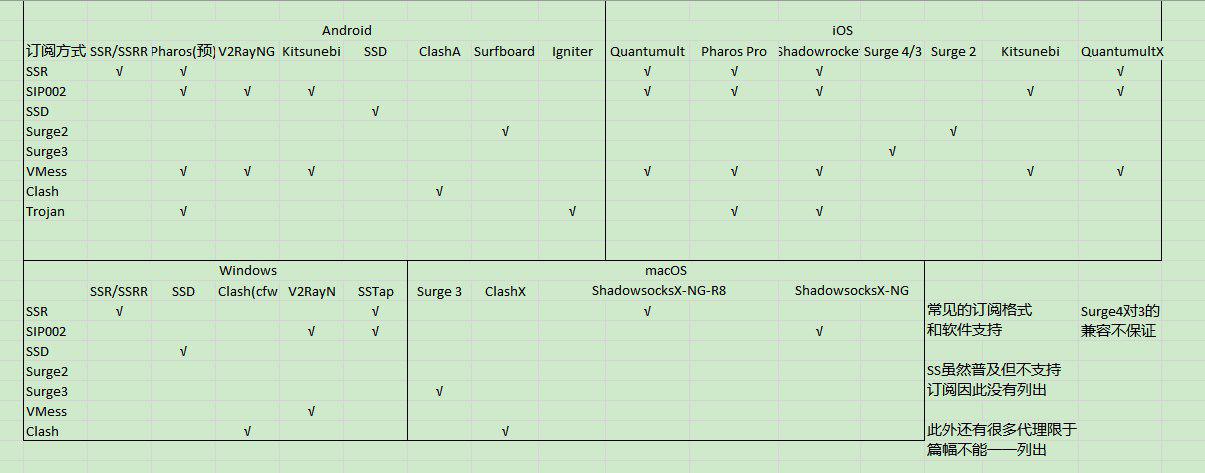 Android iOS
订阅方式 SSR/SSRR Pharos(预) V2RayNG Kitsunebi SSD ClashA Surfboard Igniter Quantumult Pharos Pro Shadowrocke Surge 4/3 Surge 2 Kitsunebi QuantumultX
SSR √ √ √ √ √ √
SIP002 √ √ √ √ √ √ √ √
SSD √
Surge2 √ √
Surge3 √
VMess √ √ √ √ √ √ √ √
Clash √
Trojan √ √ √ √
Windows macOS
SSR/SSRR SSD Clash(cfw V2RayN SSTap Surge 3 ClashX ShadowsocksX-NG-R8 ShadowsocksX-NG
SSR √ √ √ 常见的订阅格式 Surge4对3的
SIP002 √ √ √ 和软件支持 兼容不保证
SSD √
Surge2 SS虽然普及但不支持
Surge3 √ 订阅因此没有列出
VMess √
Clash √ √ 此外还有很多代理限于
篇幅不能一一列出